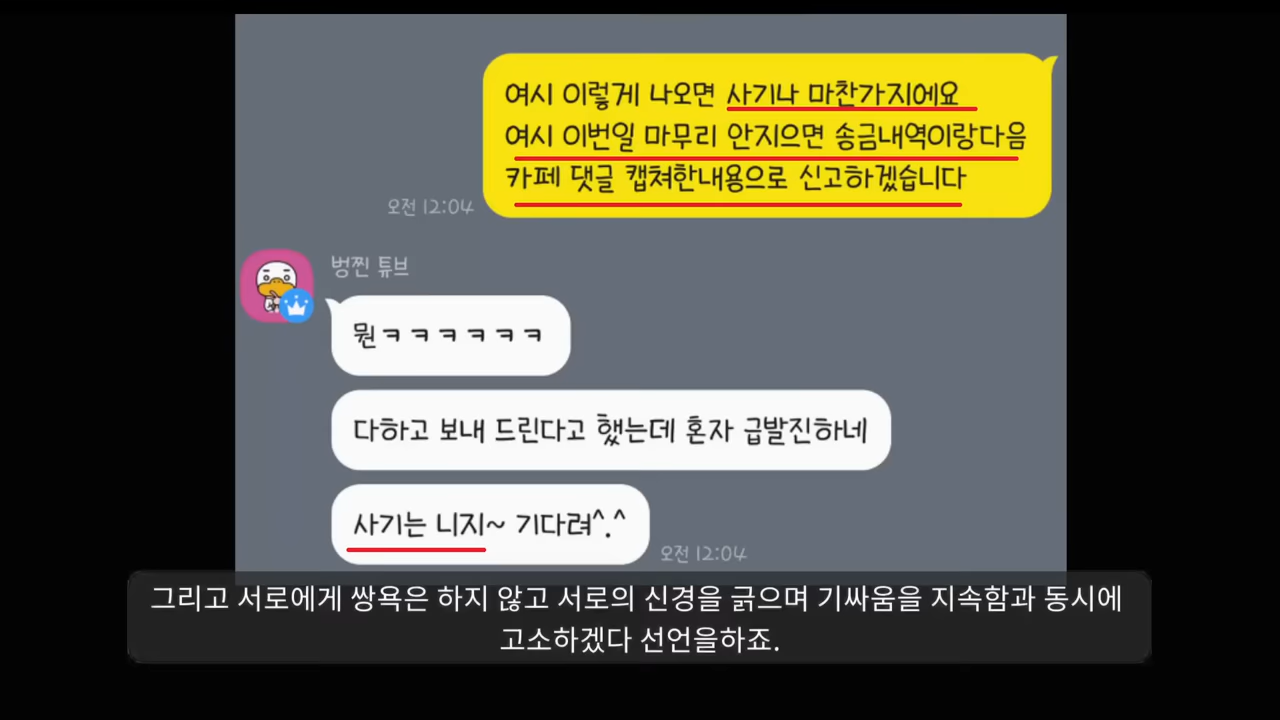 여시 이렇게 나오면 사기나 마찬가지에요
여시 이번일 마무리 안지으면 송금내역이랑다음
카페 댓글 캡쳐한내용으로 신고하겠습니다
오전 12:04
벙찐 튜브
뭔ㅋㅋㅋㅋㅋㅋ
다하고 보내 드린다고 했는데 혼자 급발진하네
사기는 니지~ 기다려^.^
오전 12:04
그리고 서로에게 쌍욕은 하지 않고 서로의 신경을 긁으며 기싸움을 지속함과 동시에
고소하겠다 선언을하죠.